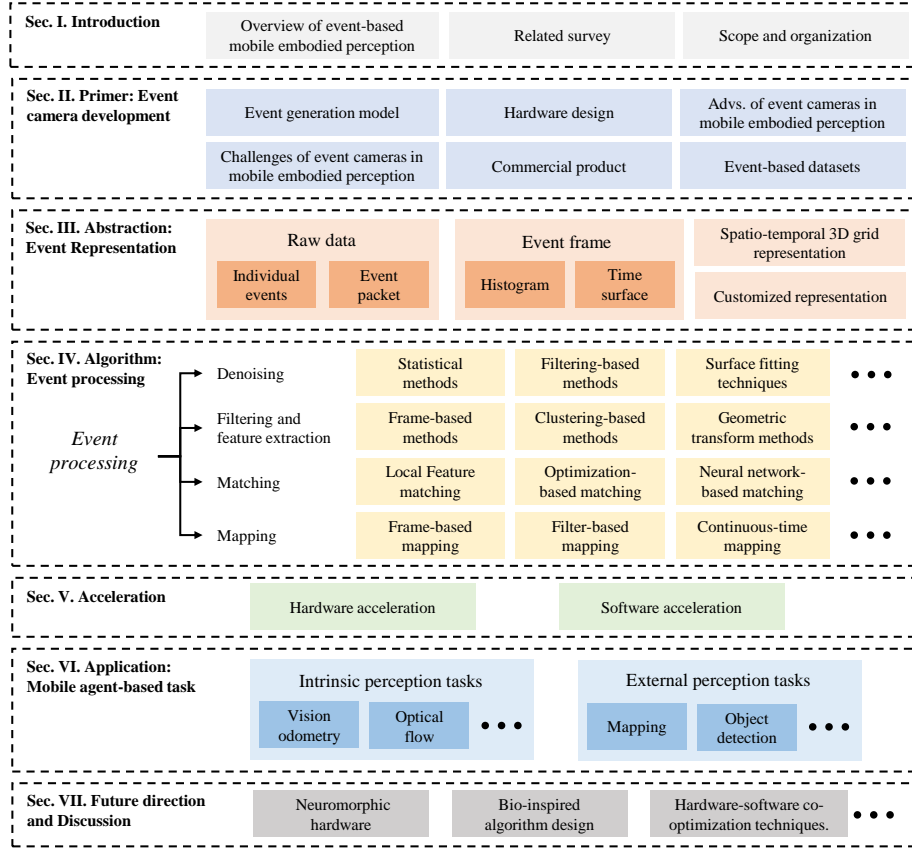 Sec. I. Introduction
Overview of event-based
mobile embodied perception
Related survey
Scope and organization
Sec. II. Primer: Event
camera development
Event generation model
Hardware design
Advs. of event cameras in
mobile embodied perception
Challenges of event cameras in
mobile embodied perception
Commercial product
Event-based datasets
Sec. III. Abstraction:
Event Representation
Raw data
Individual
events
Event
packet
Event frame
Histogram
Time
surface
Spatio-temporal 3D grid
representation
Customized representation
Sec. IV. Algorithm:
Event processing
Event
processing
Denoising
Statistical
methods
Filtering-based
methods
Surface fitting
techniques
Filtering and
feature extraction
Frame-based
methods
Clustering-based
methods
Geometric
transform methods
Matching
Local Feature
matching
Optimization-
based matching
Neural network-
based matching
Mapping
Frame-based
mapping
Filter-based
mapping
Continuous-time
mapping
Sec. V. Acceleration
Hardware acceleration
Software acceleration
Sec. VI. Application:
Mobile agent-based task
Intrinsic perception tasks
Vision
odometry
Optical
flow
External perception tasks
Mapping
Object
detection
Sec. VII. Future direction
and Discussion
Neuromorphic
hardware
Bio-inspired
algorithm design
Hardware-software co-
optimization techniques.